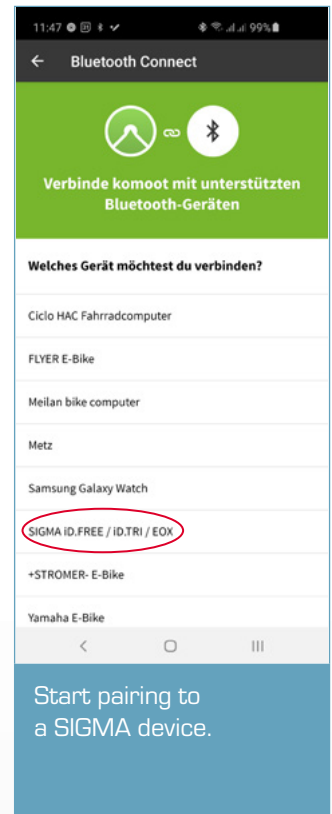 11:47 99%
Bluetooth Connect
Verbinde komoot mit unterstützten
Bluetooth-Geräten
Welches Gerät möchtest du verbinden?
Ciclo HAC Fahrradcomputer
FLYER E-Bike
Meilan bike computer
Metz
Samsung Galaxy Watch
SIGMA iD.FREE / iD.TRI / EOX
+STROMER- E-Bike
Yamaha E-Bike
Start pairing to
a SIGMA device.